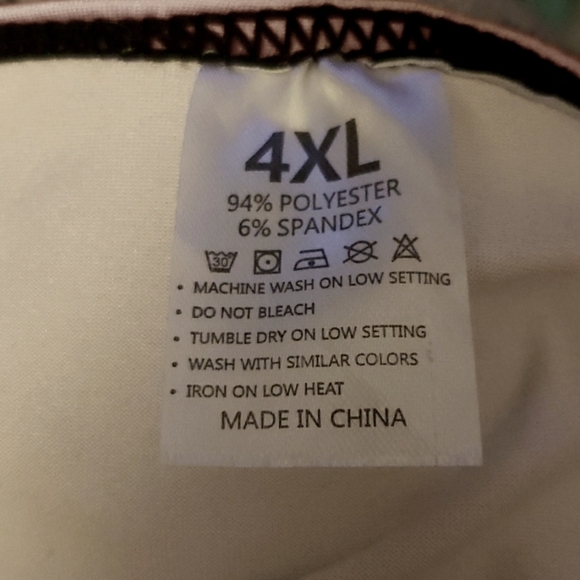 4XL
94% POLYESTER
6% SPANDEX
30
• MACHINE WASH ON LOW SETTING
• DO NOT BLEACH
• TUMBLE DRY ON LOW SETTING
• WASH WITH SIMILAR COLORS
• IRON ON LOW HEAT
MADE IN CHINA